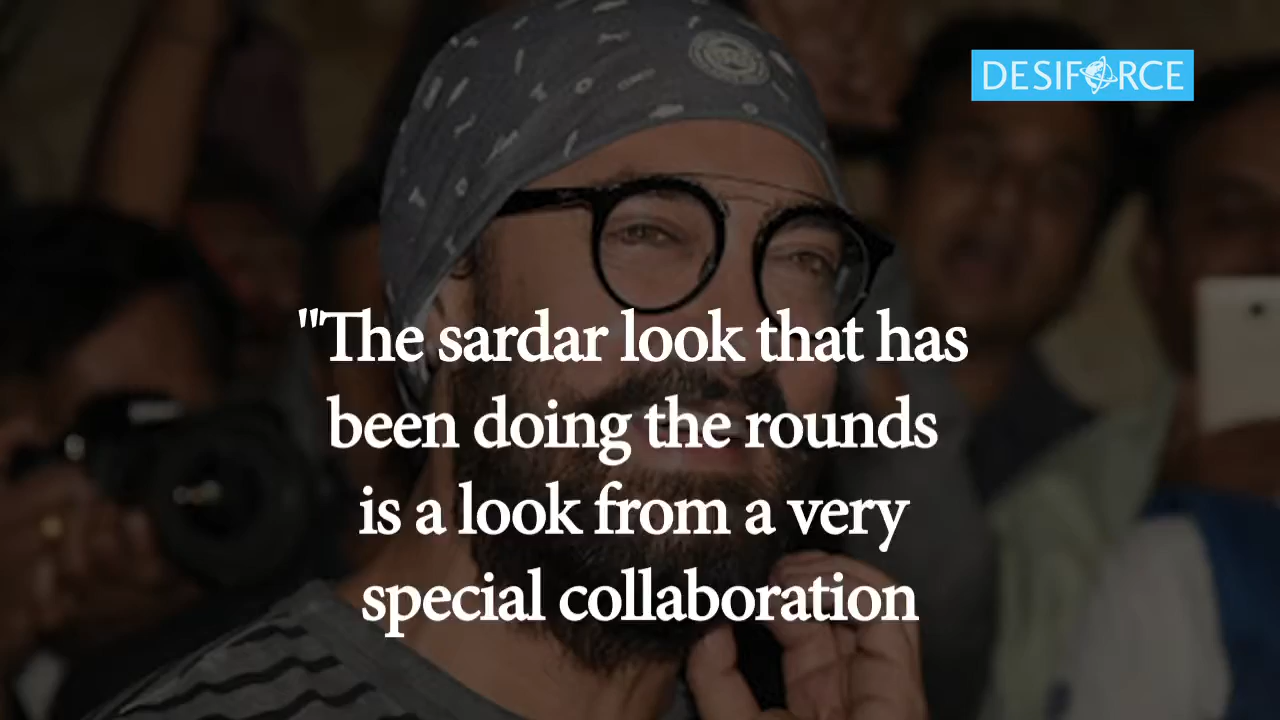 DESIFORCE
"The sardar look that has
been doing the rounds
is a look from a very
special collaboration